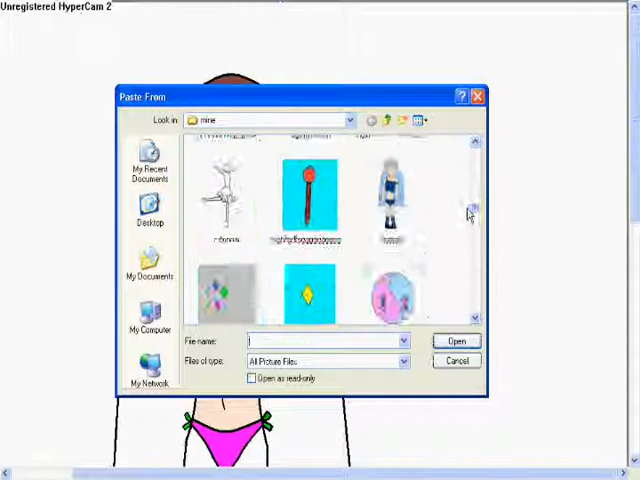 Unregistered HyperCam 2
Paste From
Look in
mine
My Recent
Documents
Desktop
My Documents
My Computer
My Network
File name:
Open
Files of type:
All Picture Files
Cancel
Open as read-only